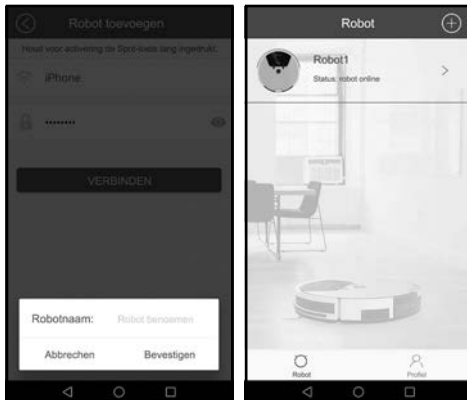 Robot toevoegen
Houd voor activering de Spot-toets lang ingedrukt.
iPhone
••••••••
VERBINDEN
Robotnaam: Robot benoemen
Abbrechen Bevestigen
Robot
Robot1
Status: robot online
Robot Profiel